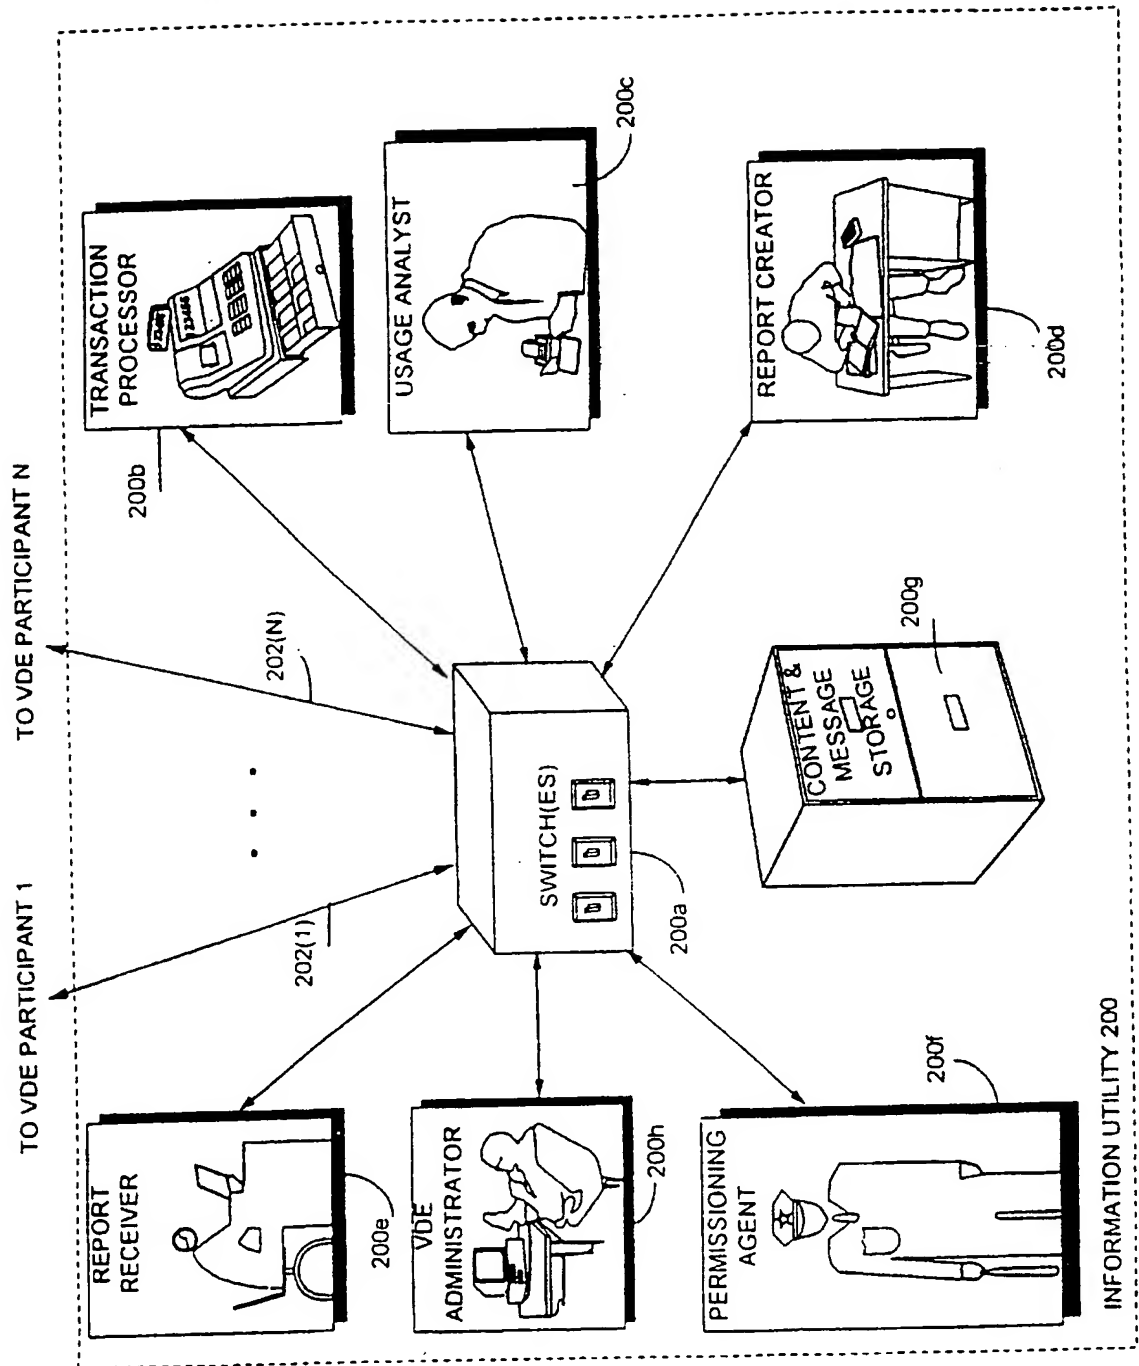 TO VDE PARTICIPANT 1
TO VDE PARTICIPANT N
REPORT
RECEIVER
200e
202(1)
202(N)
TRANSACTION
PROCESSOR
200b
VDE
ADMINISTRATOR
200h
SWITCH(ES)
200a
USAGE ANALYST
200c
PERMISSIONING
AGENT
200f
CONTENT &
MESSAGE
STORAGE
200g
REPORT CREATOR
200d
INFORMATION UTILITY 200